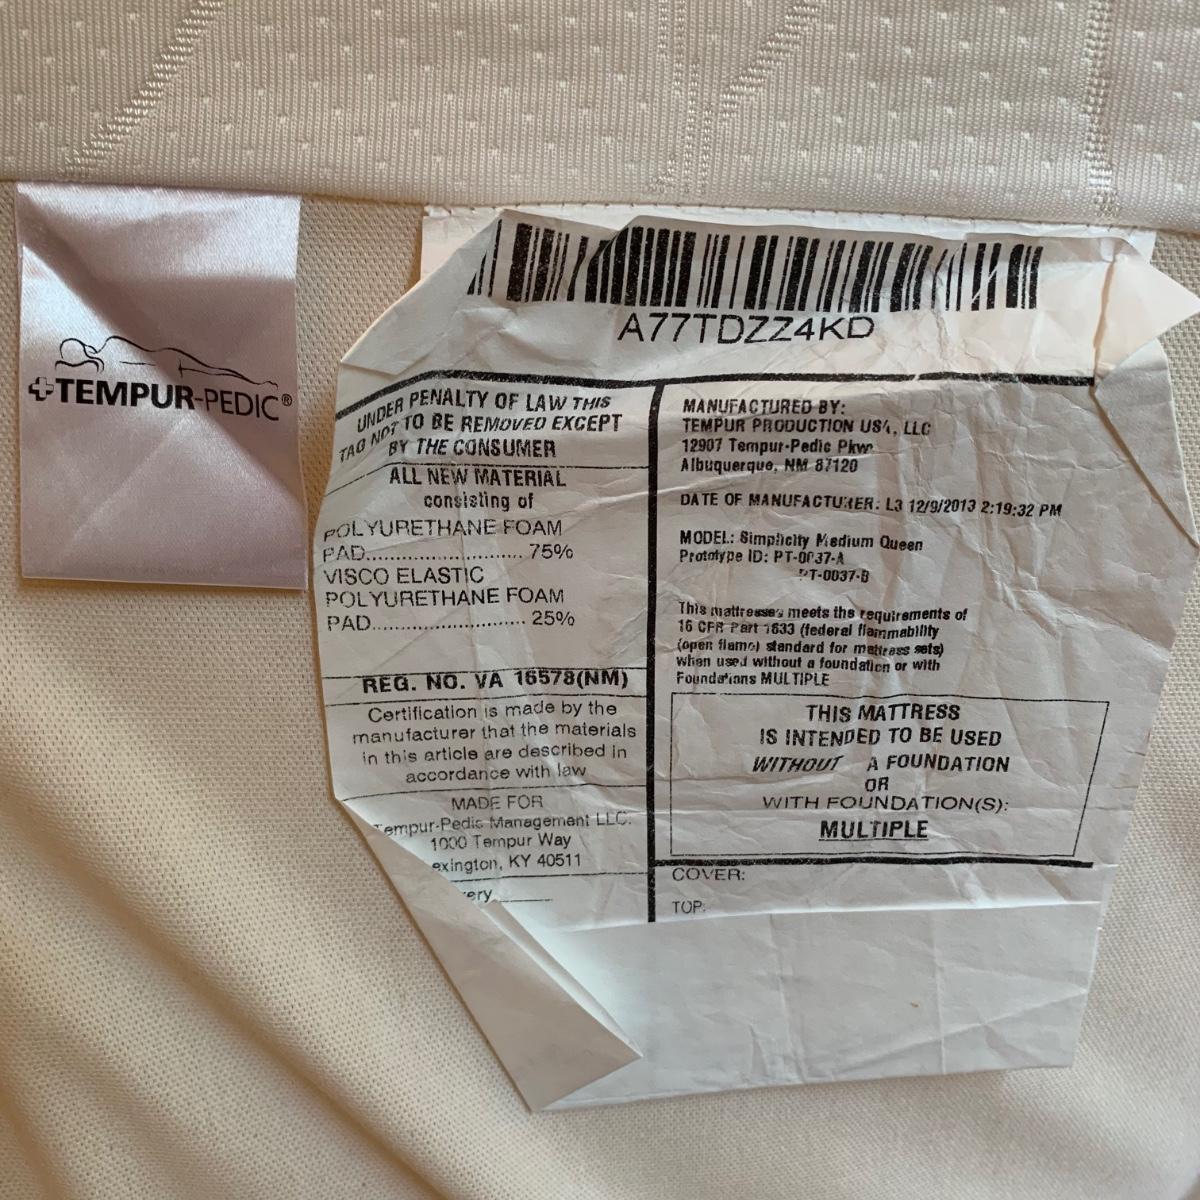 +TEMPUR-PEDIC®
A77TDZZ4KD
UNDER PENALTY OF LAW THIS
TAG NOT TO BE REMOVED EXCEPT
BY THE CONSUMER
ALL NEW MATERIAL
consisting of
POLYURETHANE FOAM
PAD........................ 75%
VISCO ELASTIC
POLYURETHANE FOAM
PAD........................ 25%
REG. NO. VA 16578(NM)
Certification is made by the
manufacturer that the materials
in this article are described in
accordance with law
MADE FOR
Tempur-Pedic Management LLC.
1000 Tempur Way
exington, KY 40511
ery
MANUFACTURED BY:
TEMPUR PRODUCTION USA, LLC
12907 Tempur-Pedic Pkwy
Albuquerque, NM 87120
DATE OF MANUFACTURER: L3 12/9/2013 2:19:32 PM
MODEL: Simplicity Medium Queen
Prototype ID: PT-0037-A
PT-0037-B
This mattresses meets the requirements of
16 CFR Part 1633 (federal flammability
(open flame) standard for mattress sets)
when used without a foundation or with
Foundations MULTIPLE
THIS MATTRESS
IS INTENDED TO BE USED
WITHOUT A FOUNDATION
OR
WITH FOUNDATION(S):
MULTIPLE
COVER:
TOP: